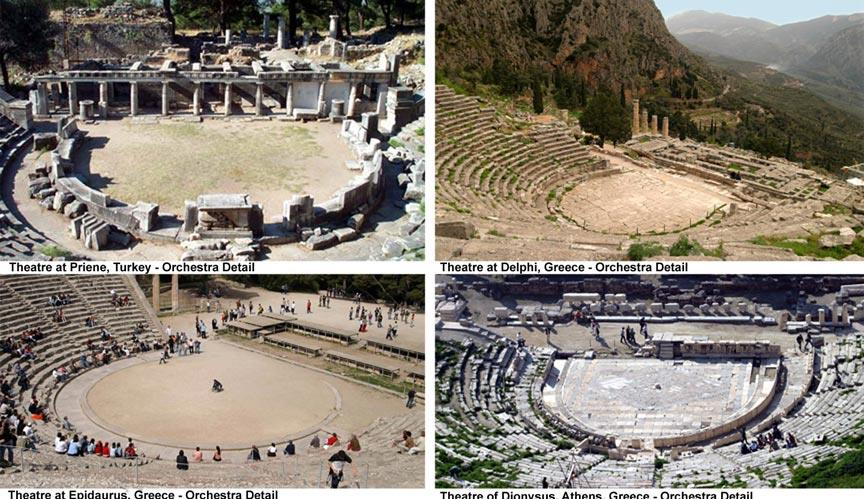 Theatre at Priene, Turkey - Orchestra Detail
Theatre at Delphi, Greece - Orchestra Detail
Theatre at Epidaurus, Greece - Orchestra Detail
Theatre of Dionysus, Athens, Greece - Orchestra Detail